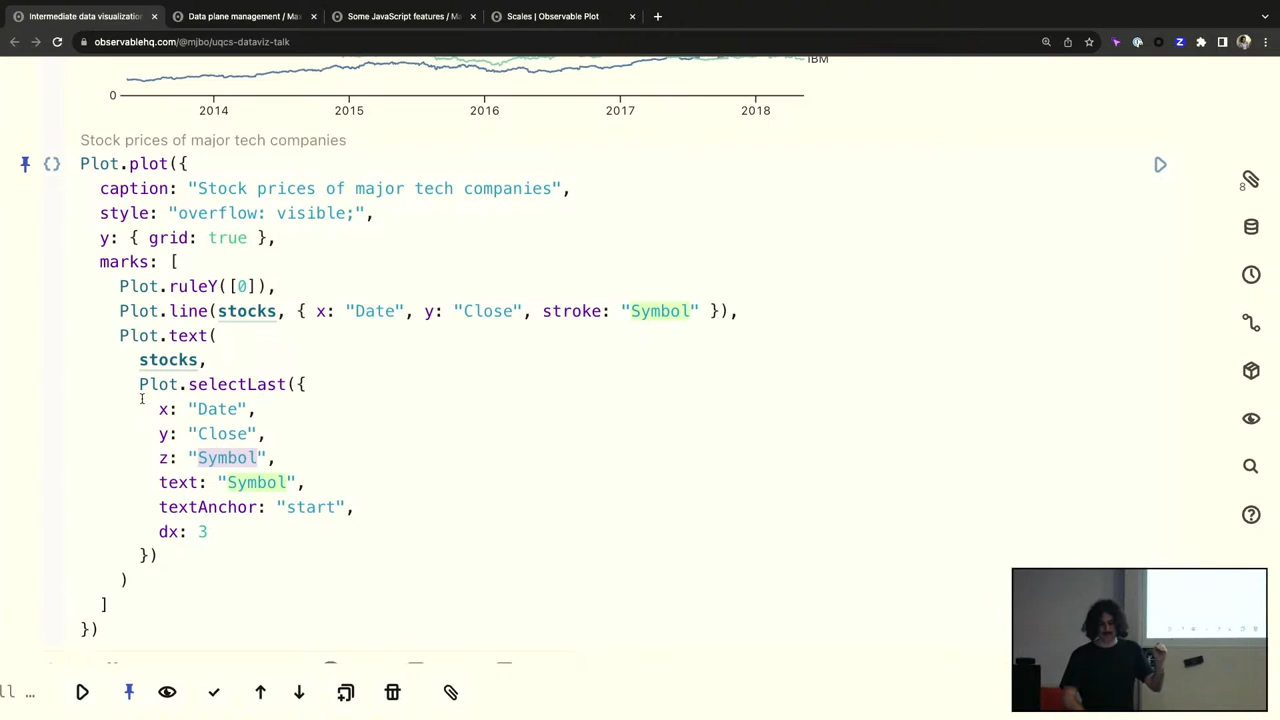 Intermediate data visualizatio
Data plane management / Ma
Some JavaScript features / M
Scales | Observable Plot
observablehq.com/@mjbo/uqcs-dataviz-talk
IBM
0
2014 2015 2016 2017 2018
Stock prices of major tech companies
Plot.plot({
caption: "Stock prices of major tech companies",
style: "overflow: visible;",
y: { grid: true },
marks: [
Plot.ruleY([0]),
Plot.line(stocks, { x: "Date", y: "Close", stroke: "Symbol" }),
Plot.text(
stocks,
Plot.selectLast({
x: "Date",
y: "Close",
z: "Symbol",
text: "Symbol",
textAnchor: "start",
dx: 3
})
)
]
})
8
ll …